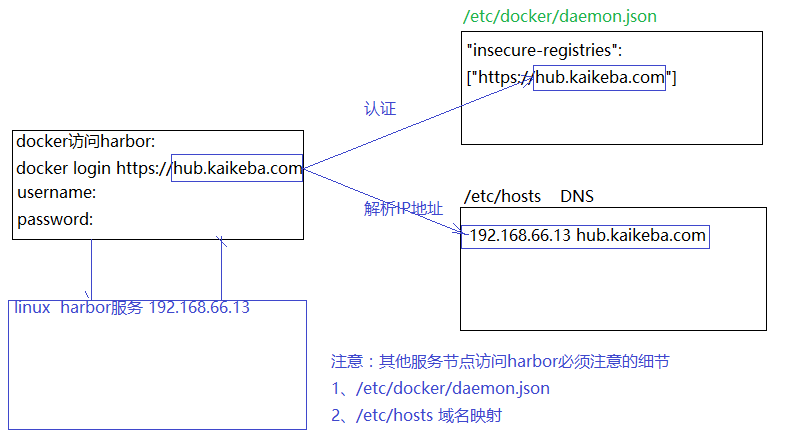 /etc/docker/daemon.json
"insecure-registries":
["https://hub.kaikeba.com"]
认证
docker访问harbor:
docker login https://hub.kaikeba.com
username:
password:
解析IP地址
/etc/hosts DNS
192.168.66.13 hub.kaikeba.com
linux harbor服务 192.168.66.13
注意：其他服务节点访问harbor必须注意的细节
1、/etc/docker/daemon.json
2、/etc/hosts 域名映射